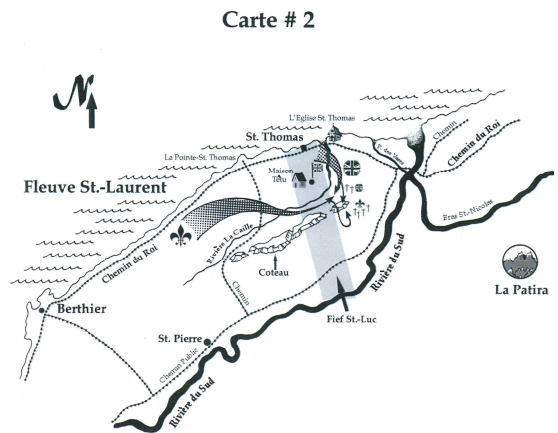 Carte # 2
N
L'Eglise St. Thomas
St. Thomas
Chemin
Chemin du Roi
La Pointe-St. Thomas
Maison
Têtu
Fleuve St.-Laurent
Rivière La Caille
Chemin du Roi
Bras St.-Nicolas
Coteau
Rivière du Sud
La Patira
Chemin
Berthier
Fief St.-Luc
St. Pierre
Chemin Public
Rivière du Sud